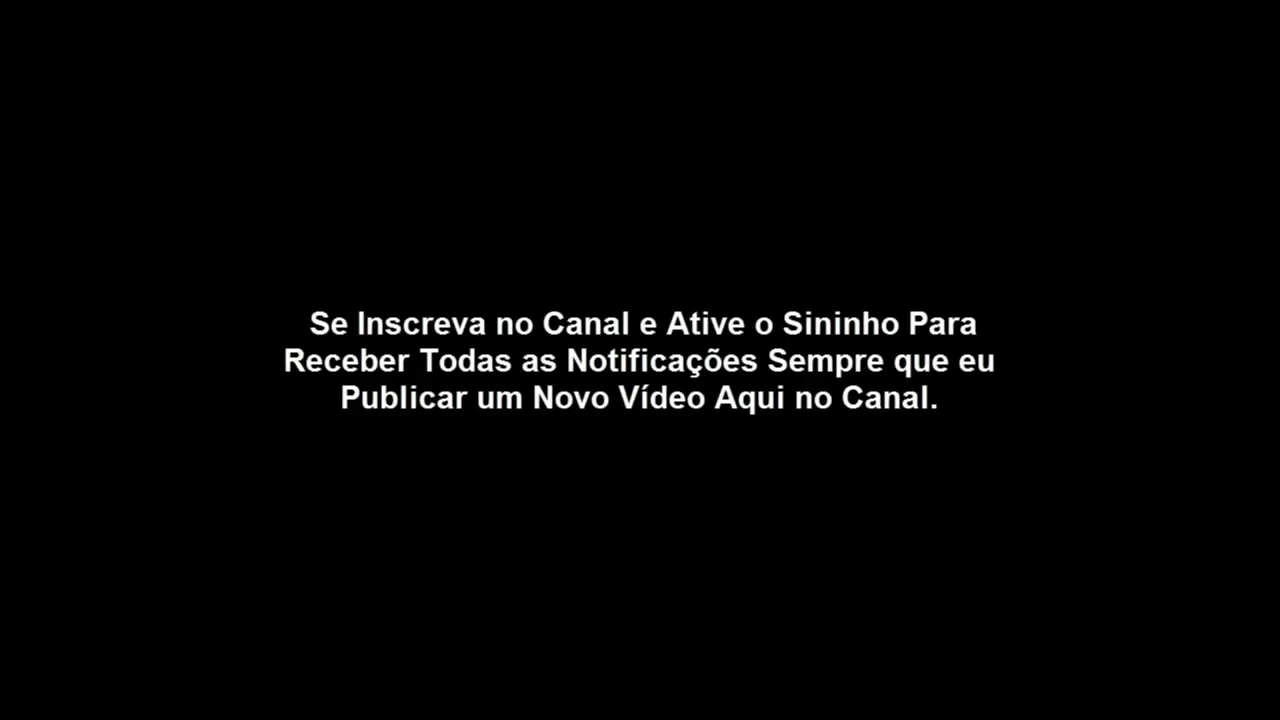 Se Inscreva no Canal e Ative o Sininho Para
Receber Todas as Notificações Sempre que eu
Publicar um Novo Vídeo Aqui no Canal.